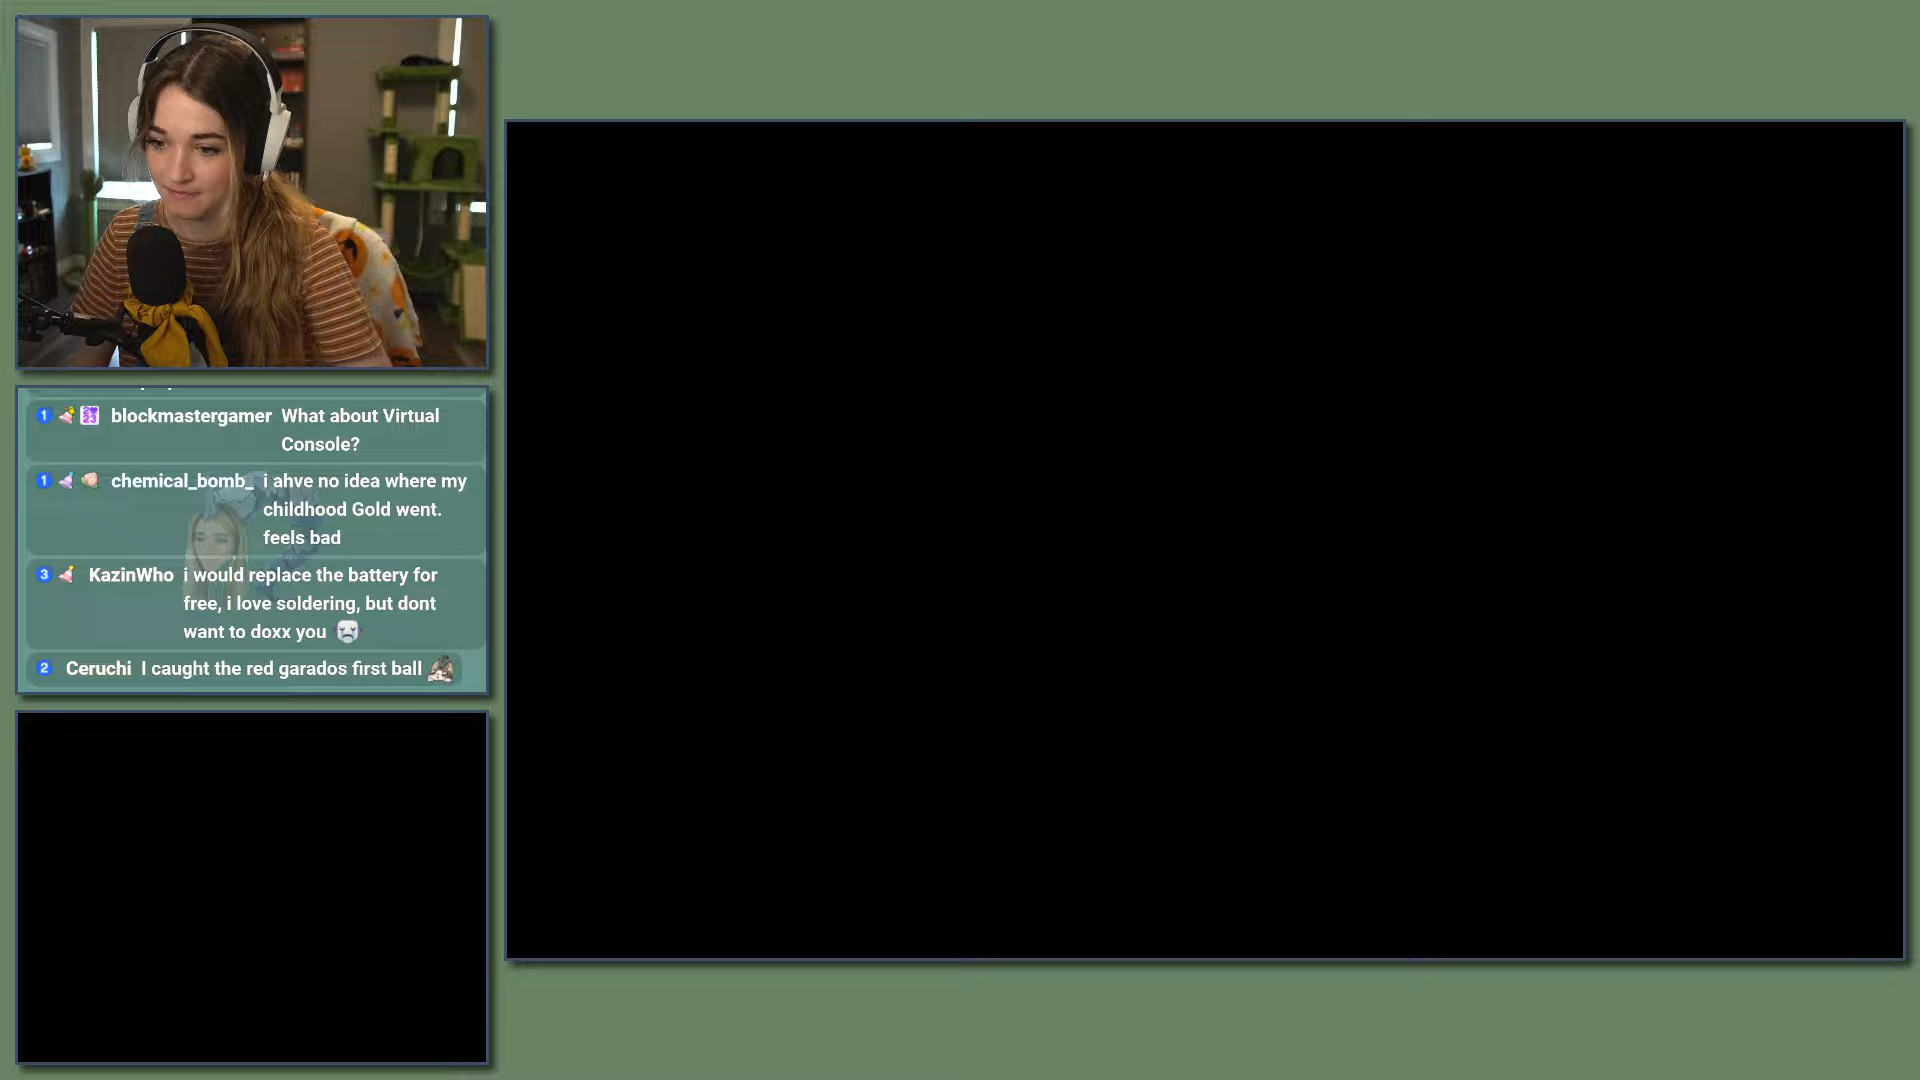 1 2023 blockmastergamer What about Virtual
Console?
1 chemical_bomb_ i ahve no idea where my
childhood Gold went.
feels bad
3 KazinWho i would replace the battery for
free, i love soldering, but dont
want to doxx you
2 Ceruchi I caught the red garados first ball